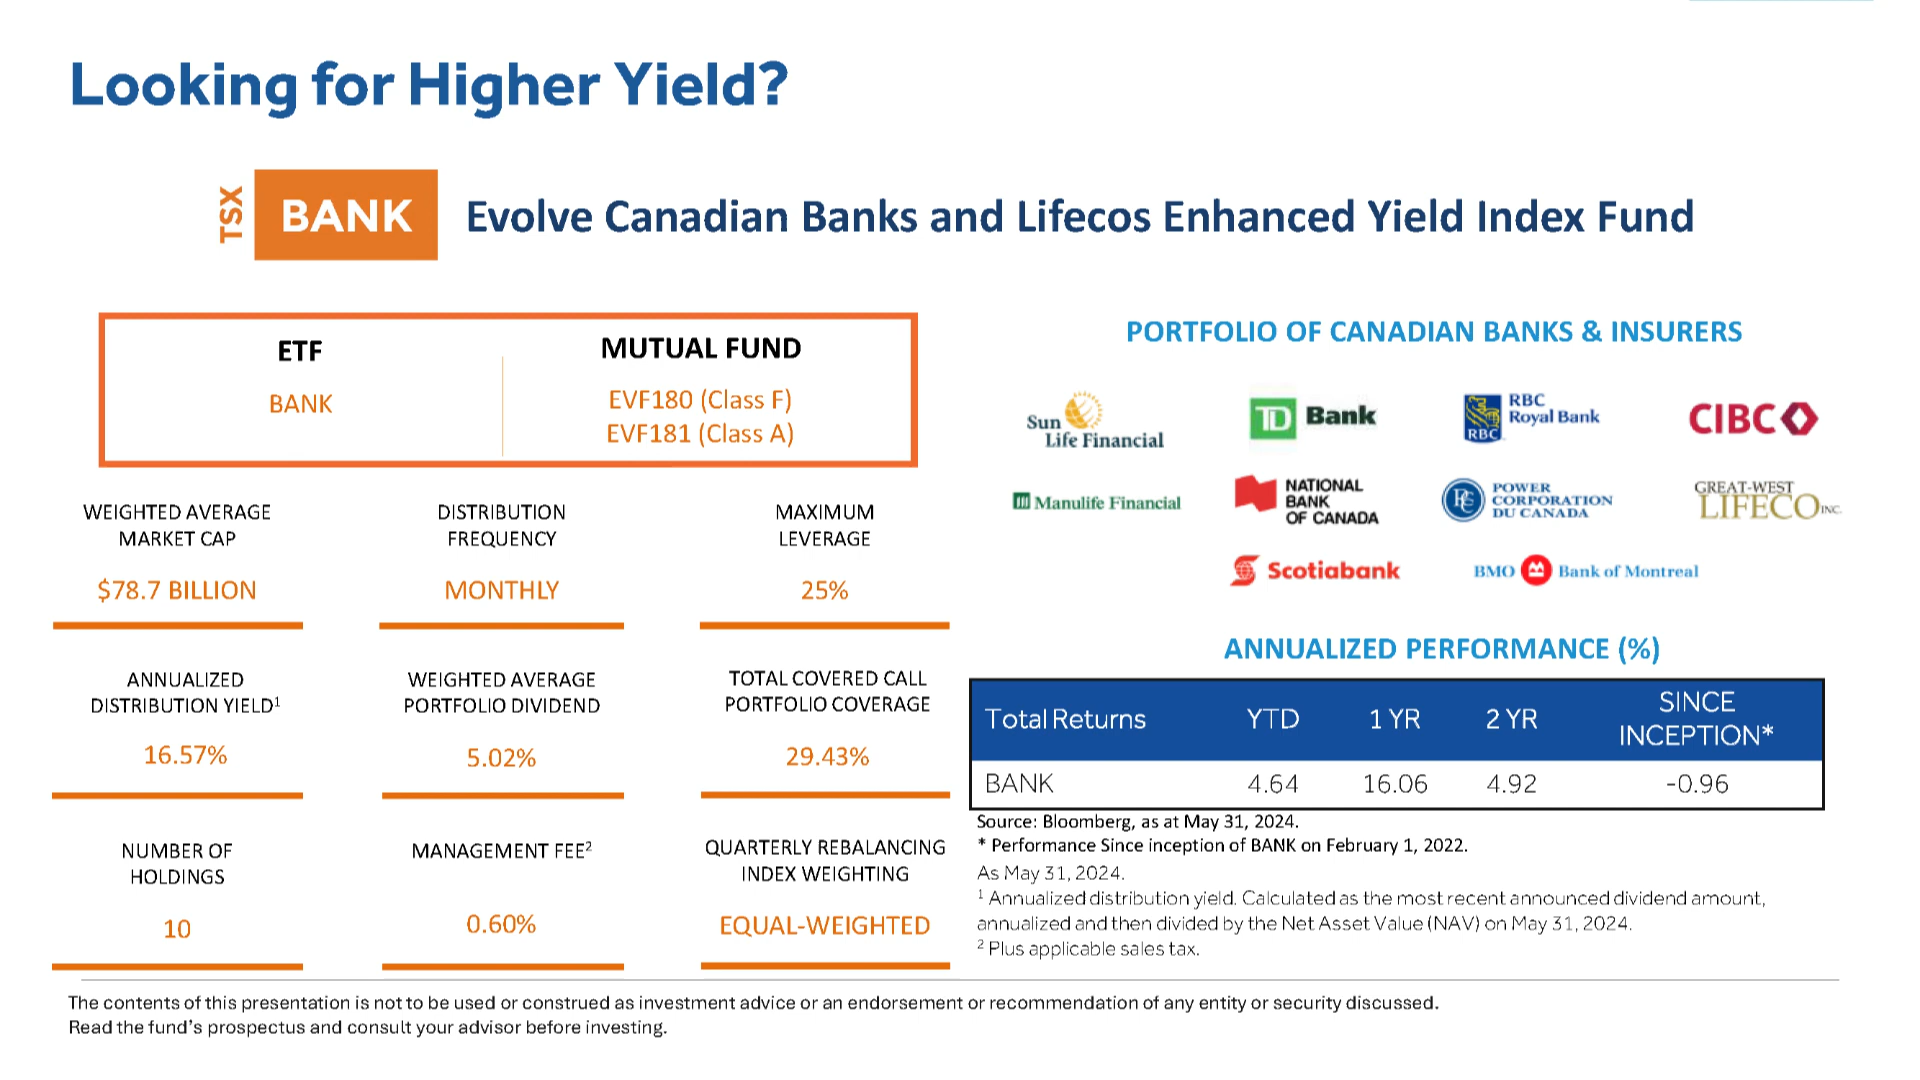 Looking for Higher Yield?
TSX
BANK
Evolve Canadian Banks and Lifecos Enhanced Yield Index Fund
ETF
BANK
MUTUAL FUND
EVF180 (Class F)
EVF181 (Class A)
WEIGHTED AVERAGE
MARKET CAP
$78.7 BILLION
DISTRIBUTION
FREQUENCY
MONTHLY
MAXIMUM
LEVERAGE
25%
ANNUALIZED
DISTRIBUTION YIELD¹
16.57%
WEIGHTED AVERAGE
PORTFOLIO DIVIDEND
5.02%
TOTAL COVERED CALL
PORTFOLIO COVERAGE
29.43%
NUMBER OF
HOLDINGS
10
MANAGEMENT FEE²
0.60%
QUARTERLY REBALANCING
INDEX WEIGHTING
EQUAL-WEIGHTED
PORTFOLIO OF CANADIAN BANKS & INSURERS
Sun
Life Financial
TD Bank
RBC
RBC
Royal Bank
CIBC
Manulife Financial
NATIONAL
BANK
OF CANADA
POWER
CORPORATION
DU CANADA
GREAT-WEST
LIFECO INC.
Scotiabank
BMO Bank of Montreal
ANNUALIZED PERFORMANCE (%)
Total Returns YTD 1 YR 2 YR SINCE INCEPTION*
BANK 4.64 16.06 4.92 -0.96
Source: Bloomberg, as at May 31, 2024.
* Performance Since inception of BANK on February 1, 2022.
As May 31, 2024.
¹ Annualized distribution yield. Calculated as the most recent announced dividend amount,
annualized and then divided by the Net Asset Value (NAV) on May 31, 2024.
² Plus applicable sales tax.
The contents of this presentation is not to be used or construed as investment advice or an endorsement or recommendation of any entity or security discussed.
Read the fund's prospectus and consult your advisor before investing.